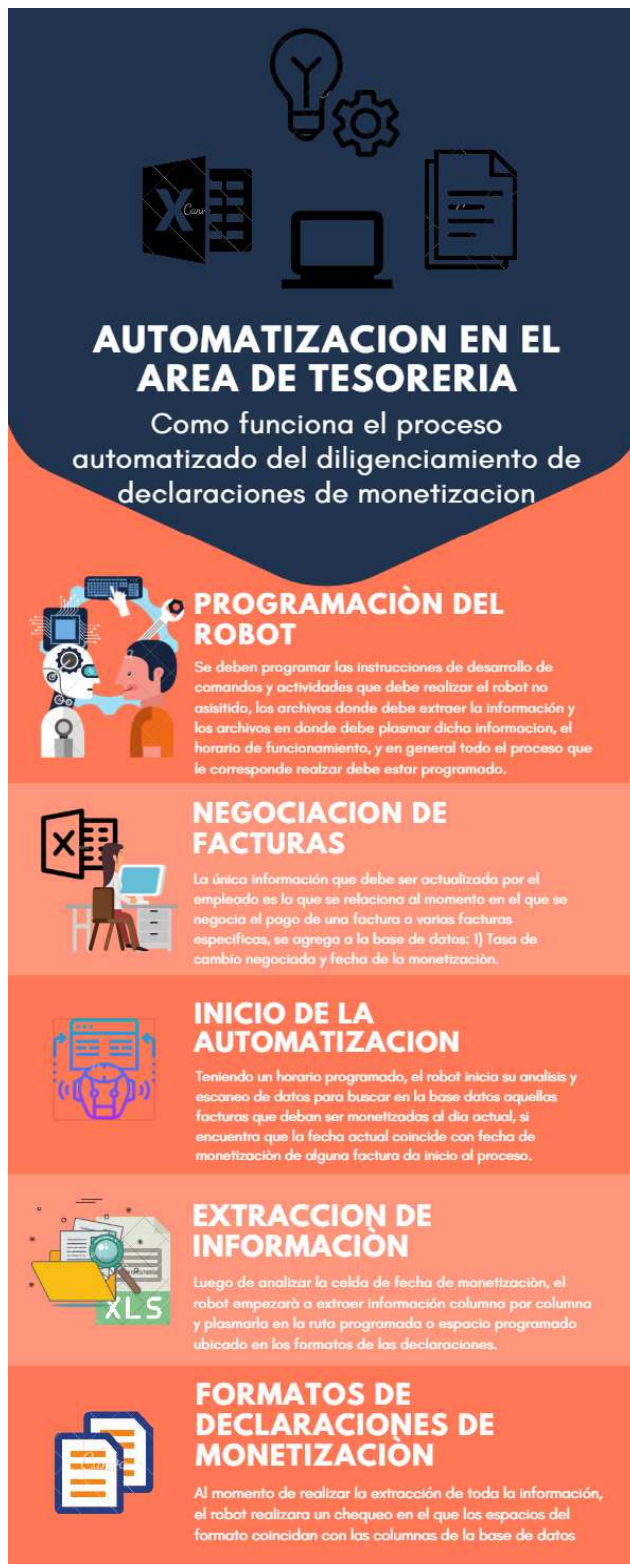 AUTOMATIZACION EN EL
AREA DE TESORERIA
Como funciona el proceso
automatizado del diligenciamiento de
declaraciones de monetizacion
PROGRAMACIÒN DEL
ROBOT
Se deben programar las instrucciones de desarrollo de
comandos y actividades que debe realizar el robot no
asisitido, los archivos donde debe extraer la información y
los archivos en donde debe plasmar dicha informacion, el
horario de funcionamiento, y en general todo el proceso que
le corresponde realzar debe estar programado.
NEGOCIACION DE
FACTURAS
La única información que debe ser actualizada por el
empleado es la que se relaciona al momento en el que se
negocia el pago de una factura o varias facturas
especificas, se agrega a la base de datos: 1) Tasa de
cambio negociada y fecha de la monetizaciòn.
INICIO DE LA
AUTOMATIZACION
Teniendo un horario programado, el robot inicia su analisis y
escaneo de datos para buscar en la base datos aquellas
facturas que deban ser monetizadas al dia actual, si
encuentra que la fecha actual coincide con fecha de
monetizaciòn de alguna factura da inicio al proceso.
EXTRACCION DE
INFORMACIÒN
Luego de analizar la celda de fecha de monetizaciòn, el
robot empezarà a extraer información columna por columna
y plasmarla en la ruta programada o espacio programado
ubicado en los formatos de las declaraciones.
XLS
FORMATOS DE
DECLARACIONES DE
MONETIZACIÒN
Al momento de realizar la extracción de toda la información,
el robot realizara un chequeo en el que los espacios del
formato coincidan con las columnas de la base de datos